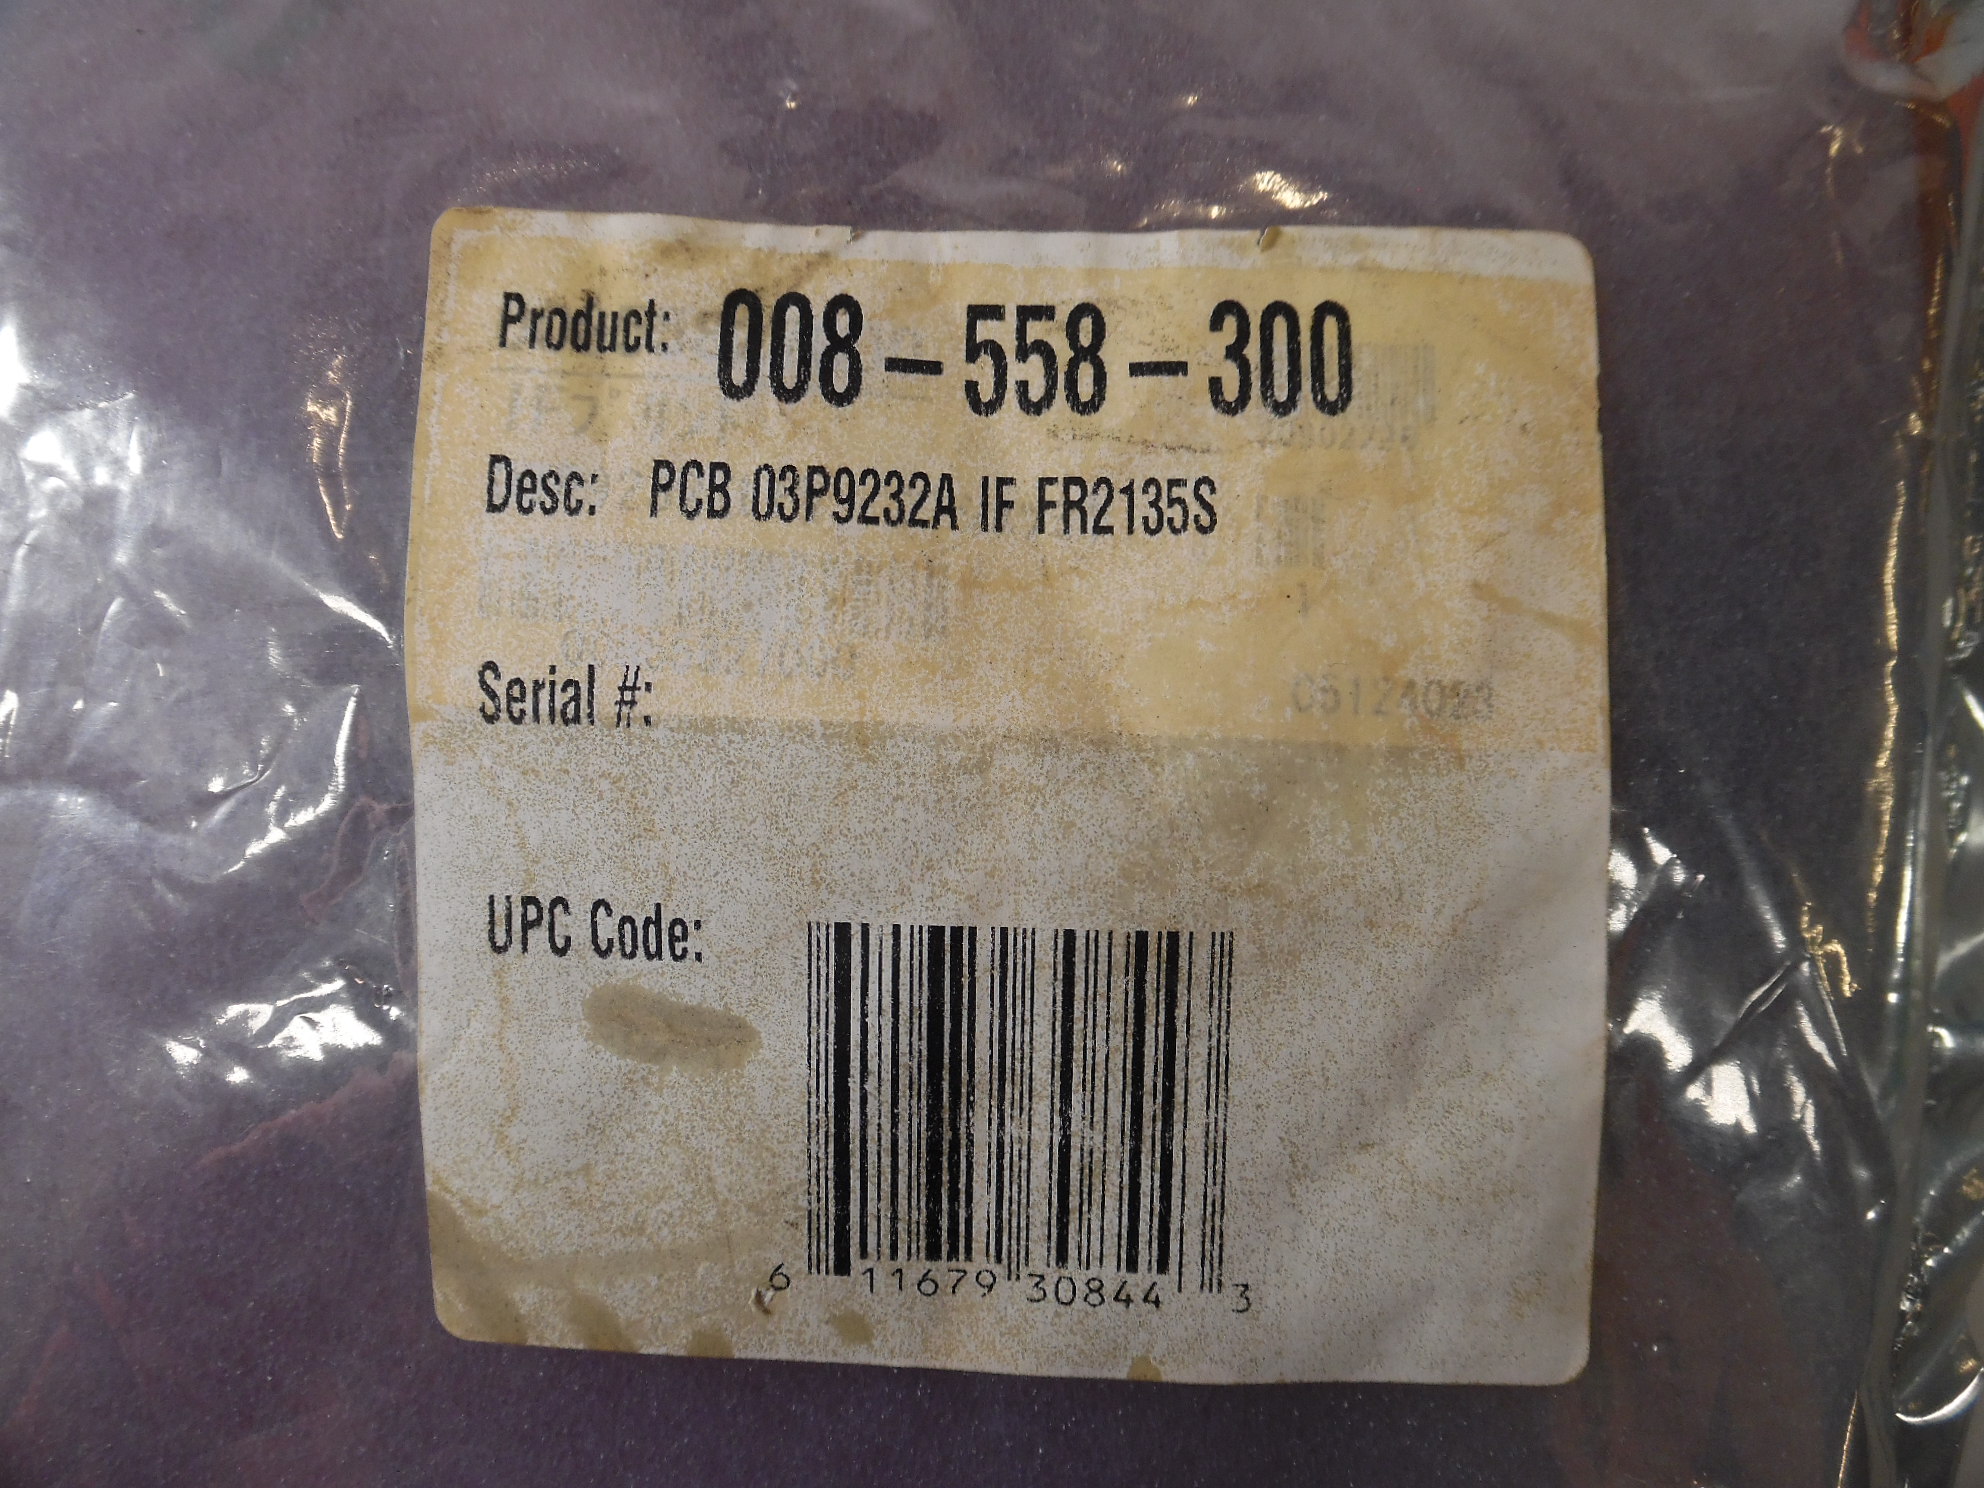 Product: 008-558-300
Desc: PCB 03P9232A IF FR2135S
Serial #:
UPC Code:
6 11679 30844 3